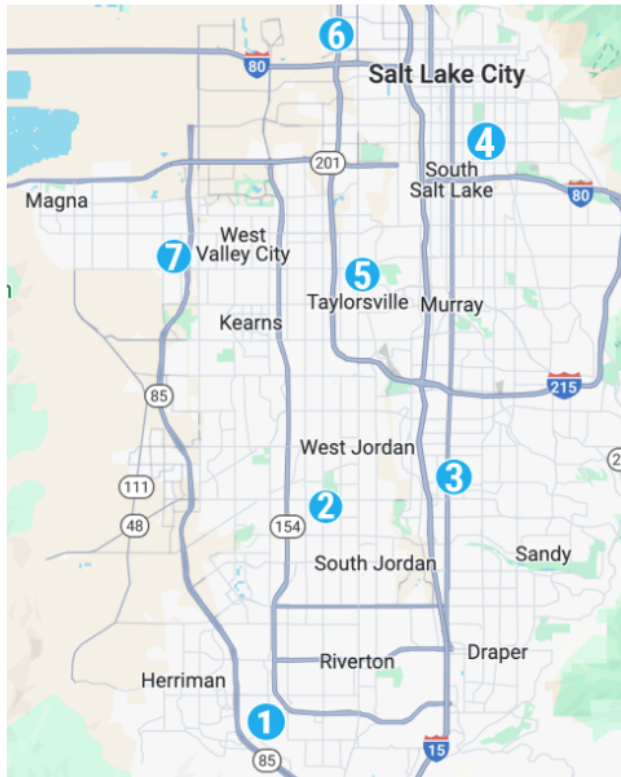 6
80
Salt Lake City
4
201
South
Salt Lake
80
Magna
West
Valley City
7
5
Taylorsville
Murray
Kearns
215
85
West Jordan
2
3
111
2
154
48
Sandy
South Jordan
Riverton
Draper
Herriman
1
15
85